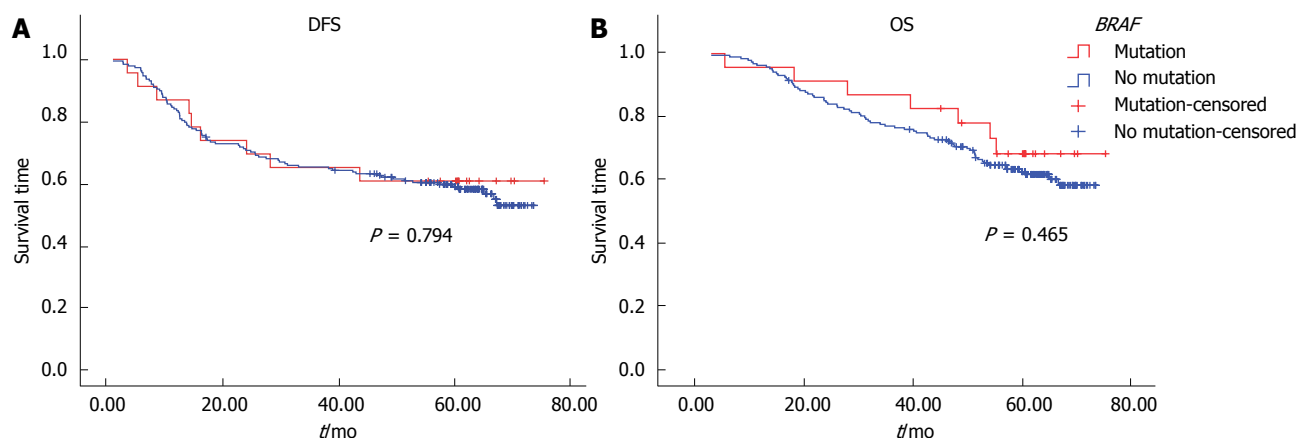 A
DFS
Survival time
1.0
0.8
0.6
0.4
0.2
0.0
P = 0.794
0.00 20.00 40.00 60.00 80.00
t/mo
B
OS
Survival time
1.0
0.8
0.6
0.4
0.2
0.0
P = 0.465
0.00 20.00 40.00 60.00 80.00
t/mo
BRAF
Mutation
No mutation
Mutation-censored
No mutation-censored